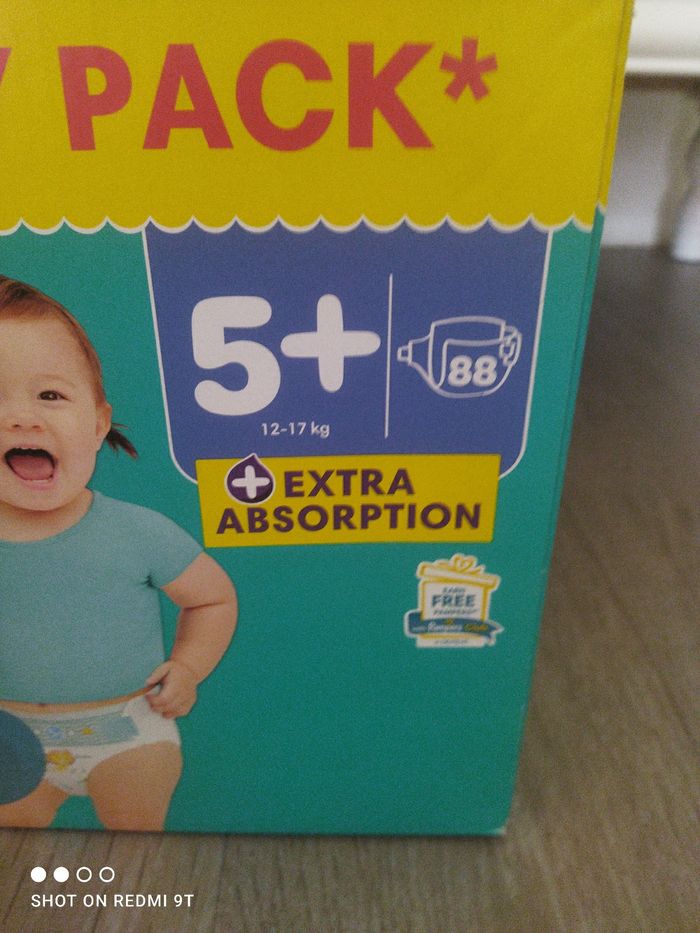 PACK*
5+
88
12-17 kg
EXTRA
ABSORPTION
FREE
SHOT ON REDMI 9T